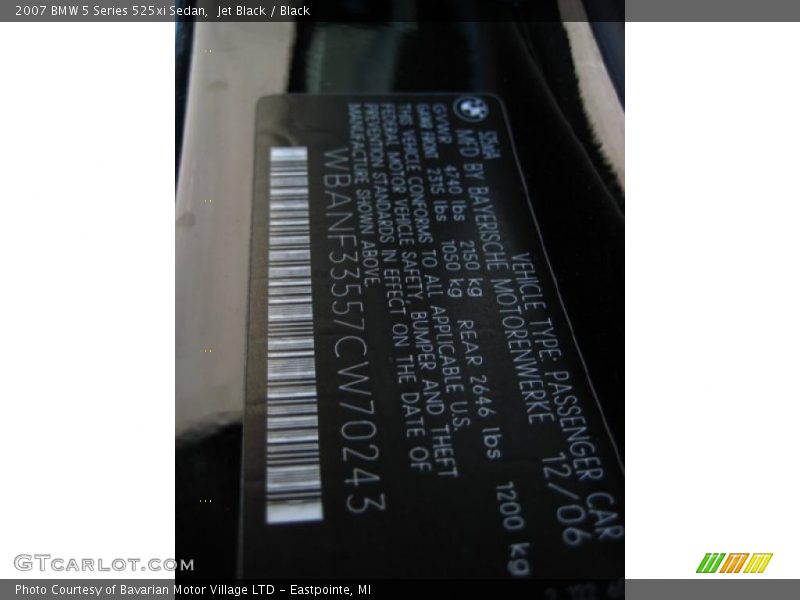 2007 BMW 5 Series 525xi Sedan, Jet Black / Black
VEHICLE TYPE PASSENGER CAR
MFD BY BAYERISCHE MOTORENWERKE 12/06
GVWR 4740 lbs 2150 kg
GAWR FRONT 2315 lbs 1050 kg REAR 2646 lbs 1200 kg
THIS VEHICLE CONFORMS TO ALL APPLICABLE U.S.
FEDERAL MOTOR VEHICLE SAFETY, BUMPER AND THEFT
PREVENTION STANDARDS IN EFFECT ON THE DATE OF
MANUFACTURE SHOWN ABOVE.
WBANF33557CW70243
GTcarlot.com™
Photo Courtesy of Bavarian Motor Village LTD - Eastpointe, MI